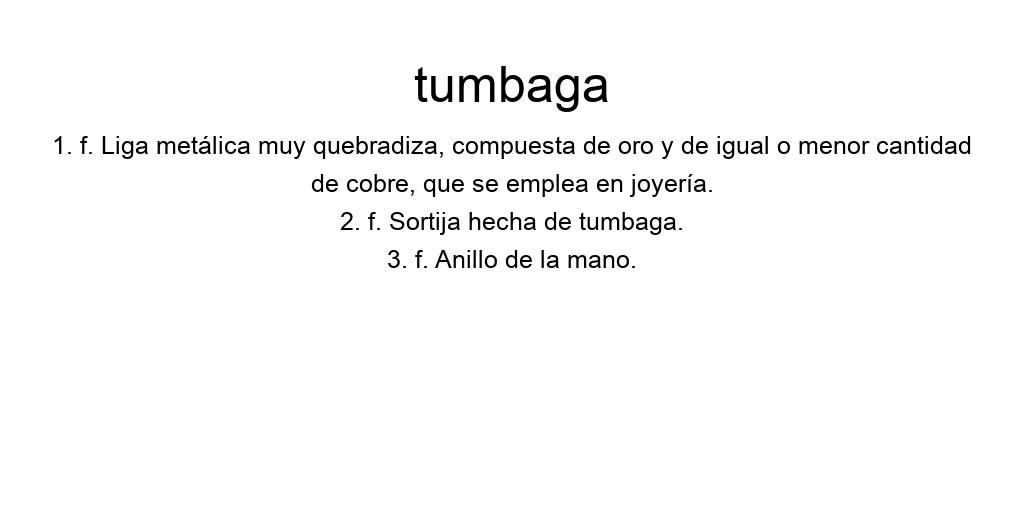 tumbaga
1. f. Liga metálica muy quebradiza, compuesta de oro y de igual o menor cantidad
de cobre, que se emplea en joyería.
2. f. Sortija hecha de tumbaga.
3. f. Anillo de la mano.